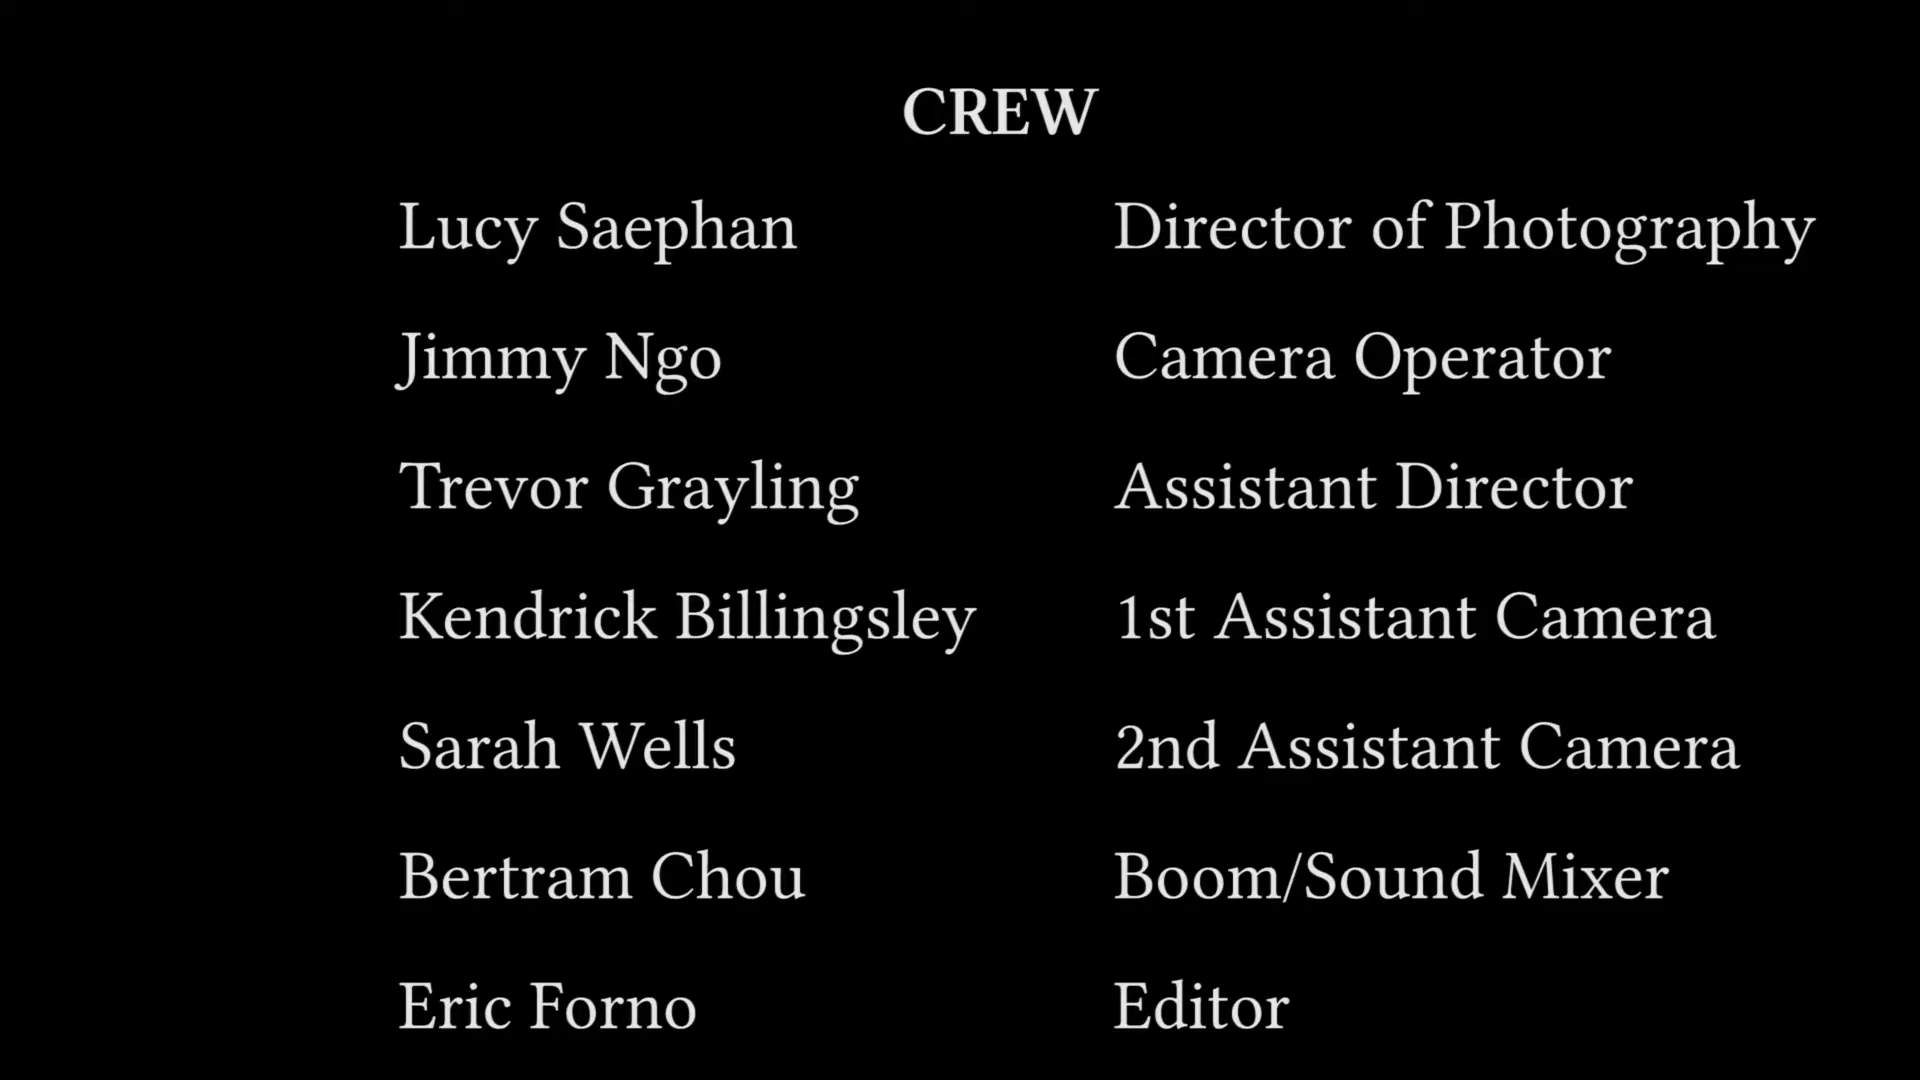 CREW
Lucy Saephan Director of Photography
Jimmy Ngo Camera Operator
Trevor Grayling Assistant Director
Kendrick Billingsley 1st Assistant Camera
Sarah Wells 2nd Assistant Camera
Bertram Chou Boom/Sound Mixer
Eric Forno Editor